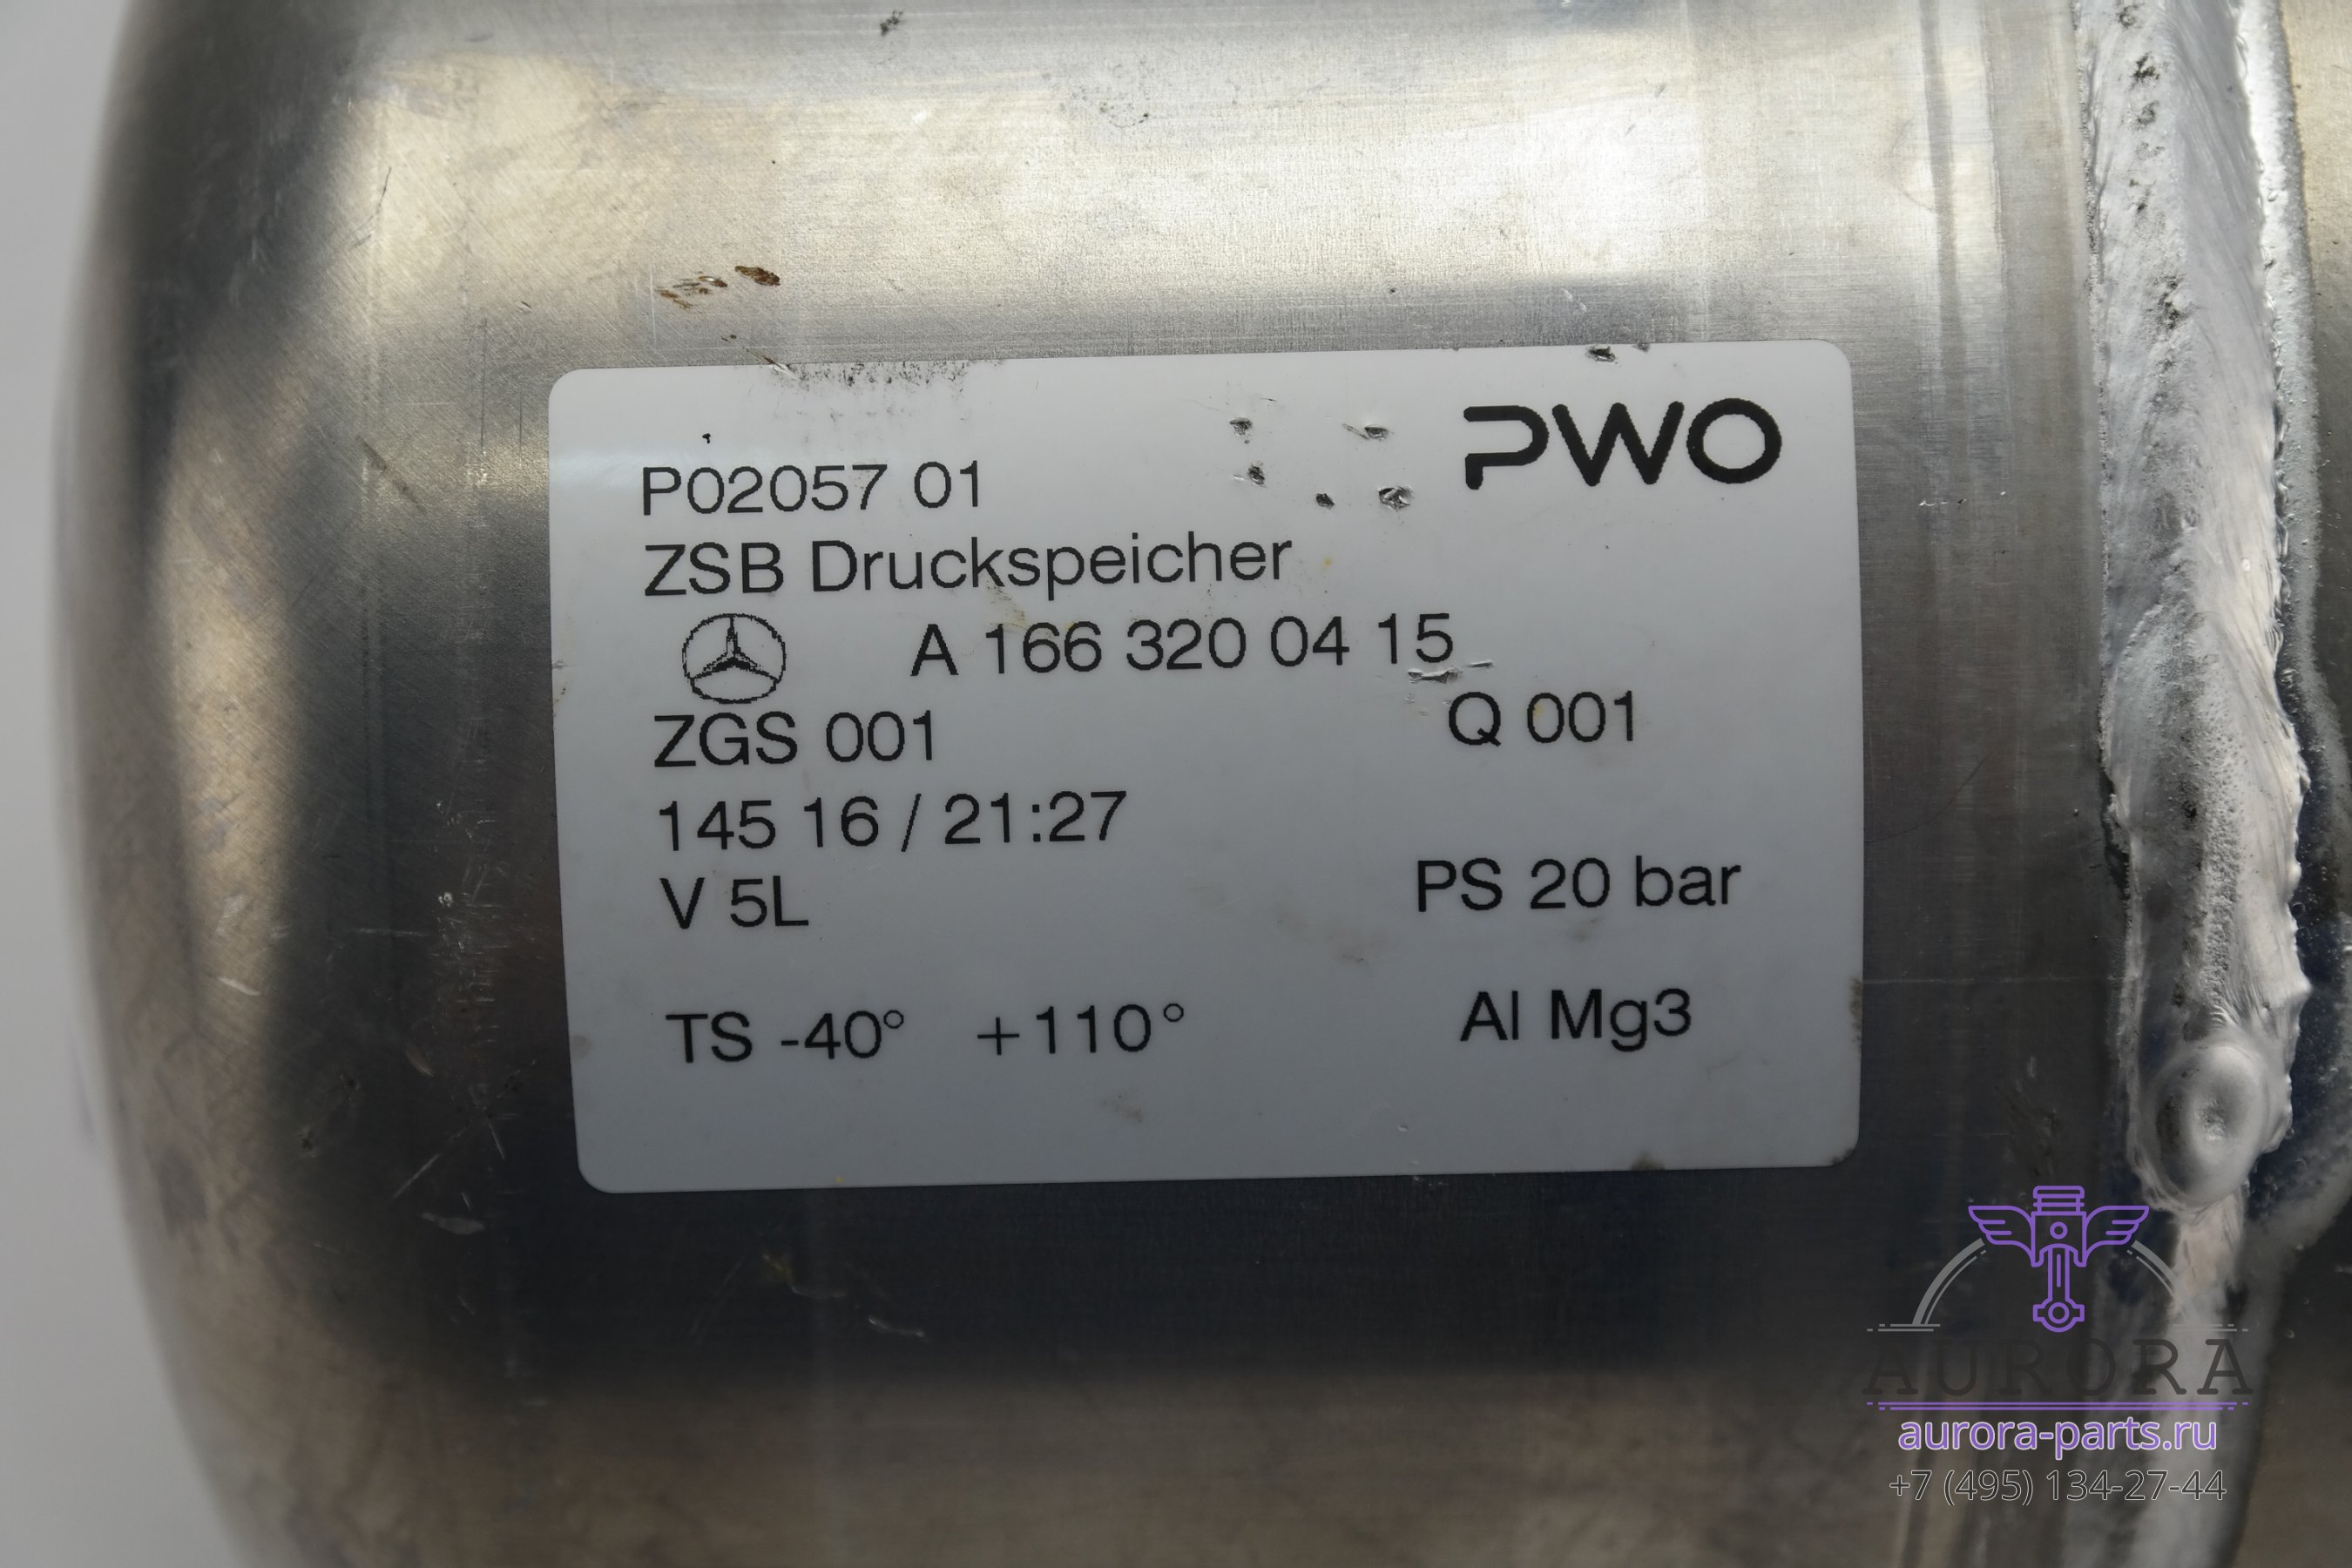 PWO
P02057 01
ZSB Druckspeicher
A 166 320 04 15
ZGS 001 Q 001
145 16 / 21:27
V 5L PS 20 bar
TS -40° +110° Al Mg3
AURORA
aurora-parts.ru
+7 (495) 134-27-44